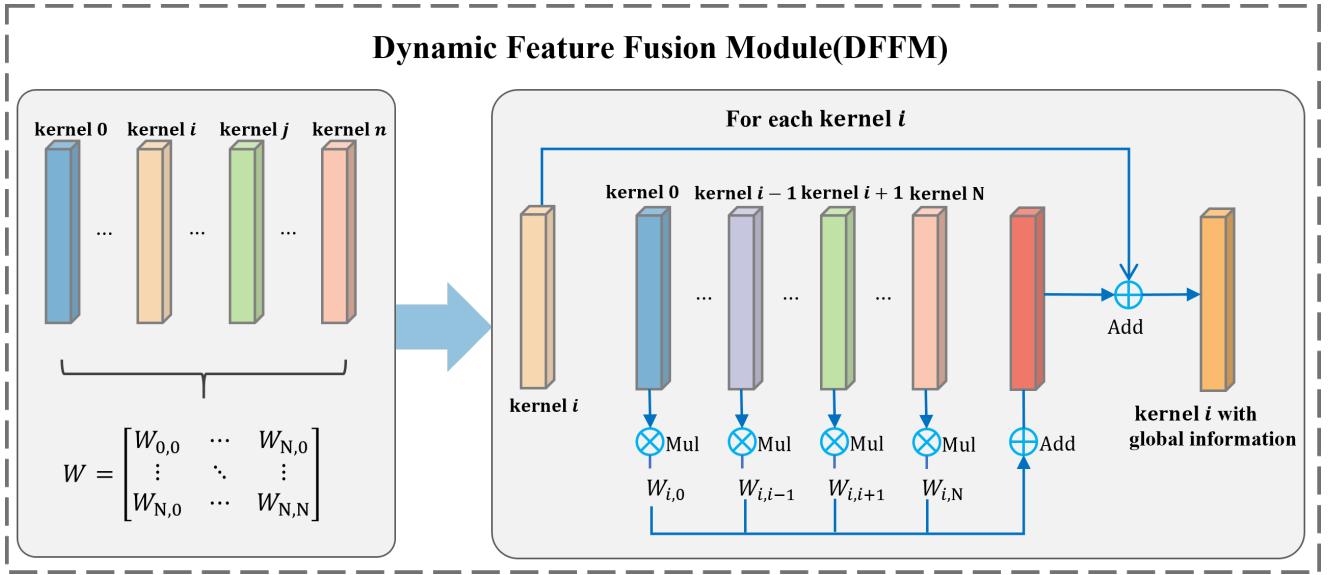 Dynamic Feature Fusion Module(DFFM)
kernel 0 kernel i kernel j kernel n
... ... ...
W = [W0,0 ⋯ WN,0
⋮ ⋱ ⋮
WN,0 ⋯ WN,N]
For each kernel i
kernel 0 kernel i − 1 kernel i + 1 kernel N
... ... ...
Add
kernel i
kernel i with
global information
Mul Mul Mul Mul Add
Wi,0 Wi,i−1 Wi,i+1 Wi,N